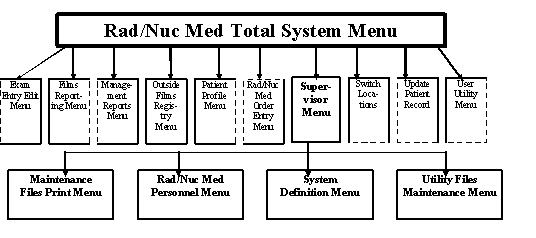 Rad/Nuc Med Total System Menu
Exam
Entry Edit
Menu
Films
Report-
ing Menu
Manage-
ment
Reports
Menu
Outside
Films
Regis-
try
Menu
Patient
Profile
Menu
Rad/Nuc
Med
Order
Entry
Menu
Super-
visor
Menu
Switch
Loca-
tions
Update
Patient
Record
User
Utility
Menu
Maintenance
Files Print Menu
Rad/Nuc Med
Personnel Menu
System
Definition Menu
Utility Files
Maintenance Menu